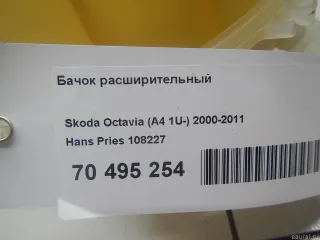 Бачок расширительный
Skoda Octavia (A4 1U-) 2000-2011
Hans Pries 108227
70 495 254